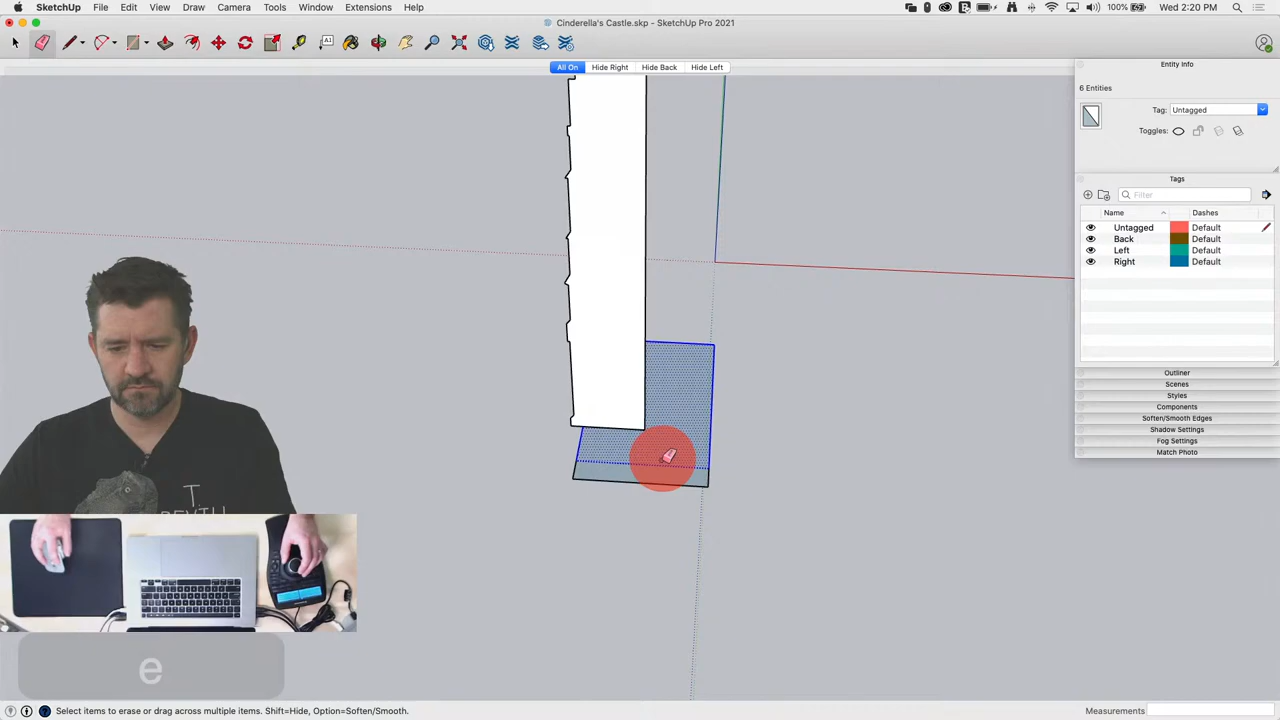 SketchUp File Edit View Draw Camera Tools Window Extensions Help 100% Wed 2:20 PM
Cinderella's Castle.skp - SketchUp Pro 2021
All On Hide Right Hide Back Hide Left
Entity Info
6 Entities
Tag: Untagged
Toggles:
Tags
Filter
Name Dashes
Untagged Default
Back Default
Left Default
Right Default
Outliner
Scenes
Styles
Components
Soften/Smooth Edges
Shadow Settings
Fog Settings
Match Photo
e
Select items to erase or drag across multiple items. Shift=Hide, Option=Soften/Smooth.
Measurements